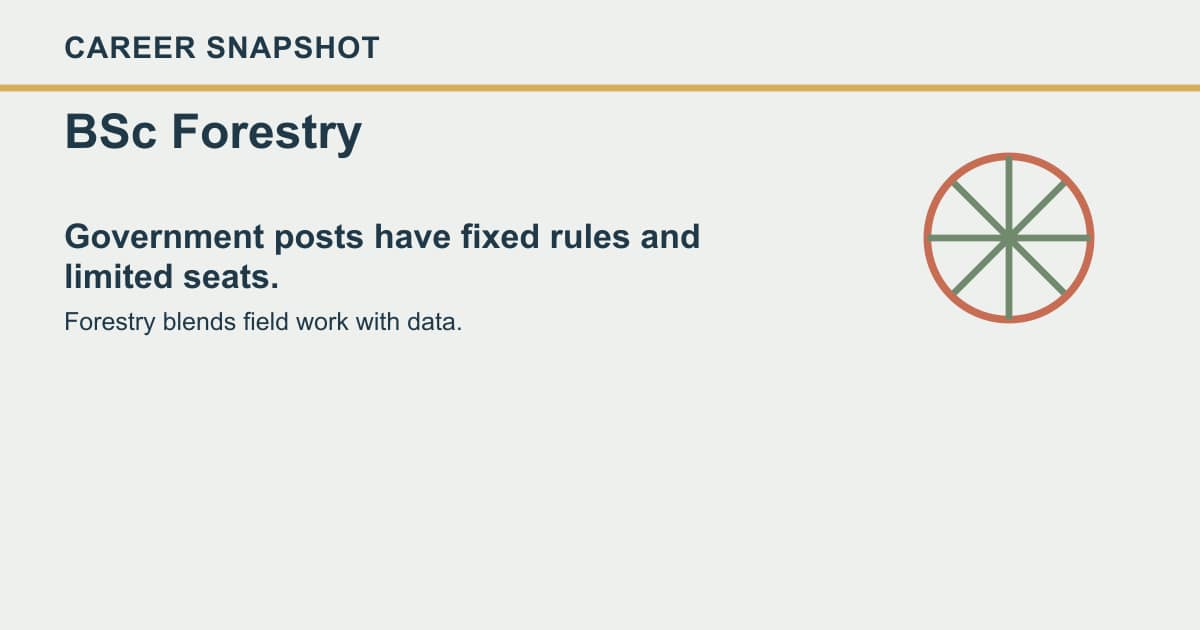 CAREER SNAPSHOT
BSc Forestry
Government posts have fixed rules and
limited seats.
Forestry blends field work with data.